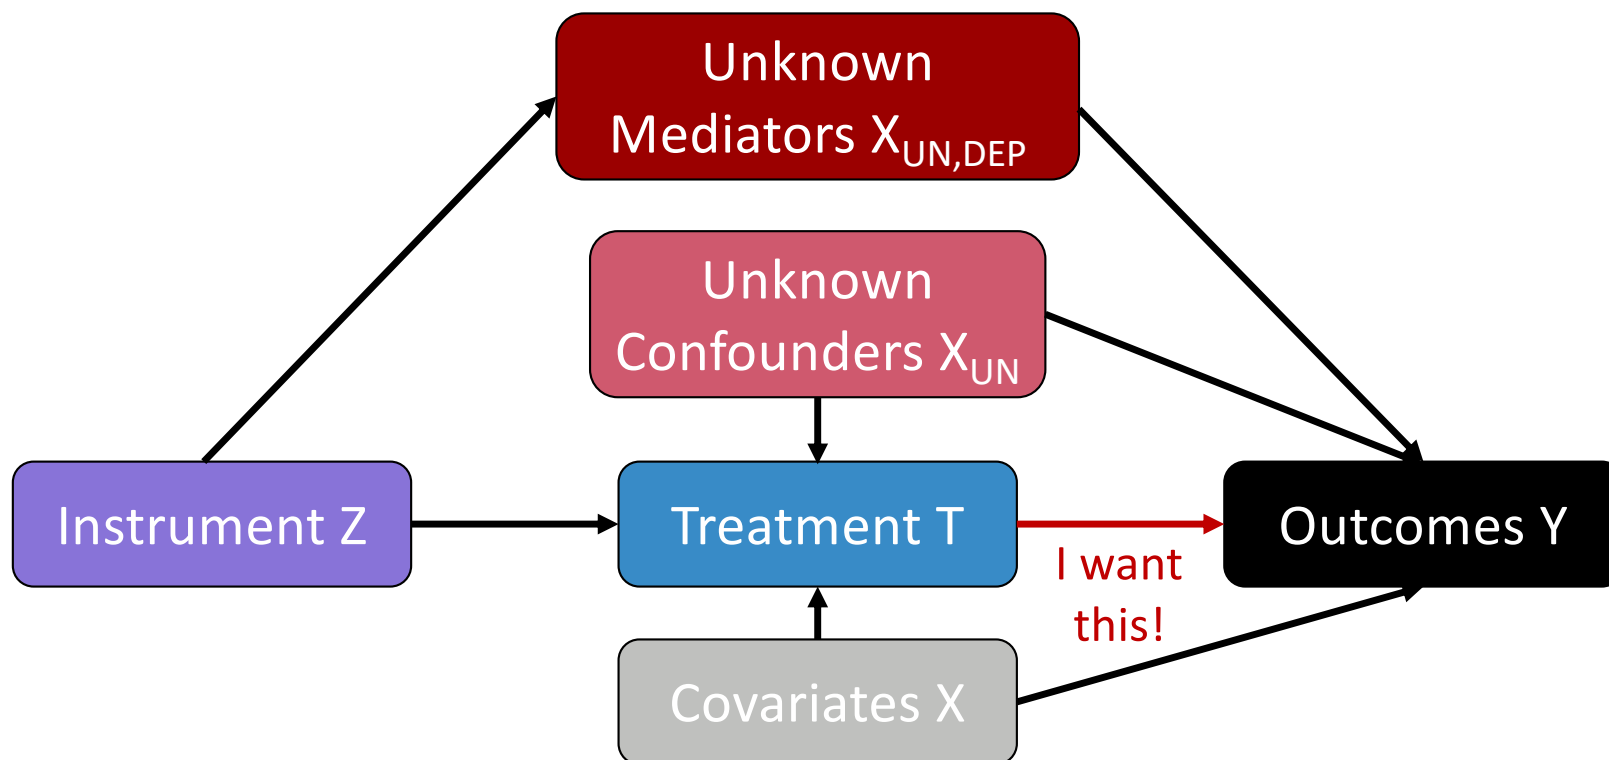 Unknown
Mediators X_UN,DEP
Unknown
Confounders X_UN
Instrument Z
Treatment T
Outcomes Y
I want
this!
Covariates X